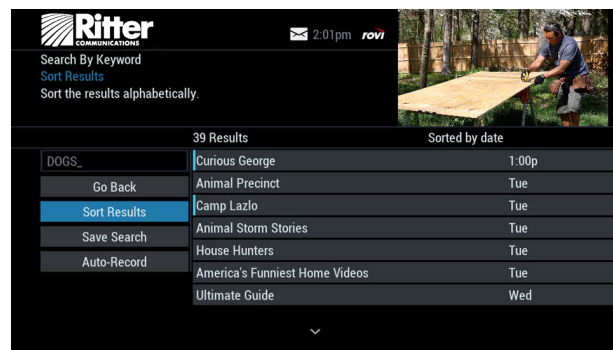 Ritter
COMMUNICATIONS
2:01pm rovi
Search By Keyword
Sort Results
Sort the results alphabetically.
39 Results Sorted by date
DOGS_
Go Back
Sort Results
Save Search
Auto-Record
Curious George 1:00p
Animal Precinct Tue
Camp Lazlo Tue
Animal Storm Stories Tue
House Hunters Tue
America's Funniest Home Videos Tue
Ultimate Guide Wed